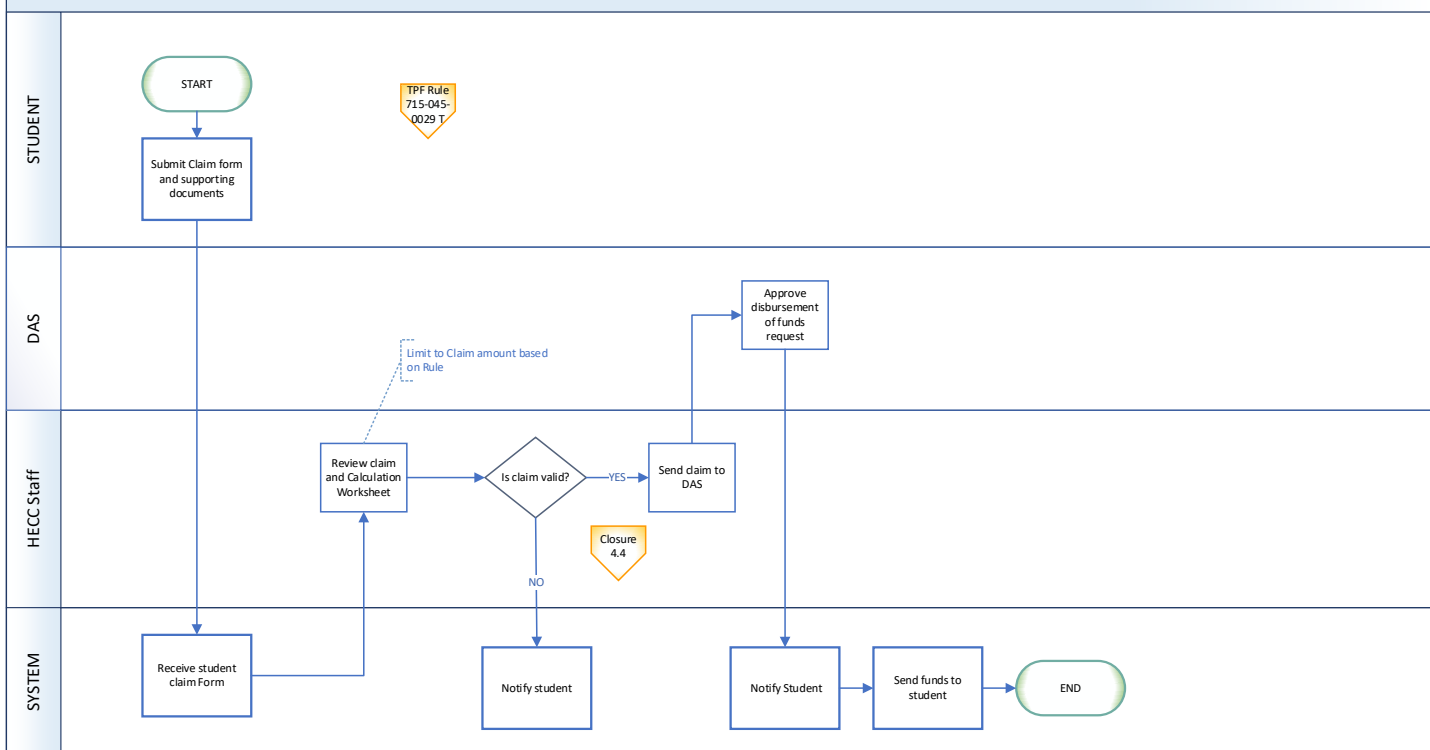 STUDENT
START
TPF Rule
715-045-
0029 T
Submit Claim form
and supporting
documents
DAS
Approve
disbursement
of funds
request
Limit to Claim amount based
on Rule
HECC Staff
Review claim
and Calculation
Worksheet
Is claim valid?
YES
Send claim to
DAS
Closure
4.4
NO
SYSTEM
Receive student
claim Form
Notify student
Notify Student
Send funds to
student
END